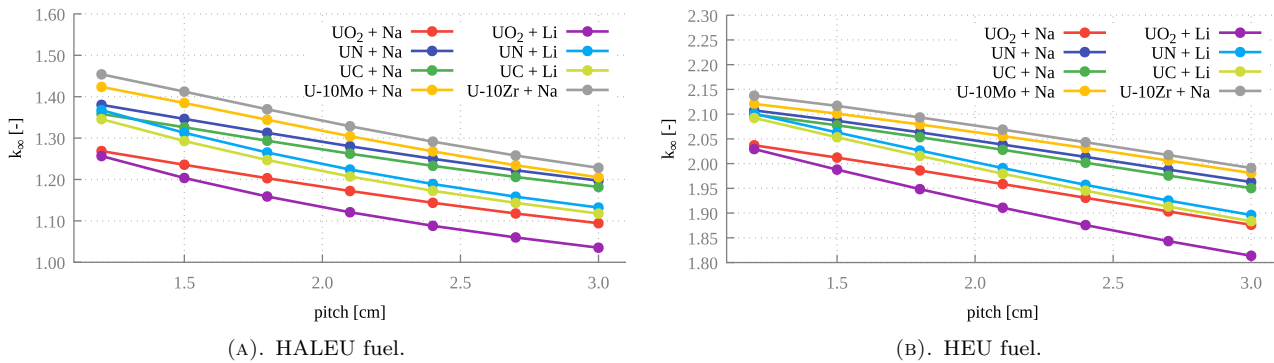 1.60
1.50
1.40
1.30
1.20
1.10
1.00
k∞ [-]
UO2 + Na
UN + Na
UC + Na
U-10Mo + Na
UO2 + Li
UN + Li
UC + Li
U-10Zr + Na
1.5 2.0 2.5 3.0
pitch [cm]
(A). HALEU fuel.
2.30
2.25
2.20
2.15
2.10
2.05
2.00
1.95
1.90
1.85
1.80
k∞ [-]
UO2 + Na
UN + Na
UC + Na
U-10Mo + Na
UO2 + Li
UN + Li
UC + Li
U-10Zr + Na
1.5 2.0 2.5 3.0
pitch [cm]
(B). HEU fuel.